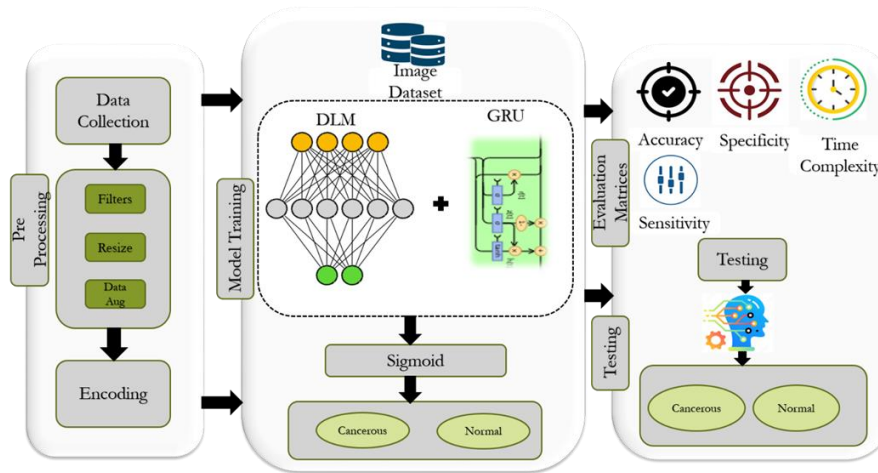 Pre
Processing
Data
Collection
Filters
Resize
Data
Aug
Encoding
Model Training
Image
Dataset
DLM
GRU
Sigmoid
Cancerous
Normal
Evaluation
Matrices
Accuracy
Specificity
Time
Complexity
Sensitivity
Testing
Testing
Cancerous
Normal